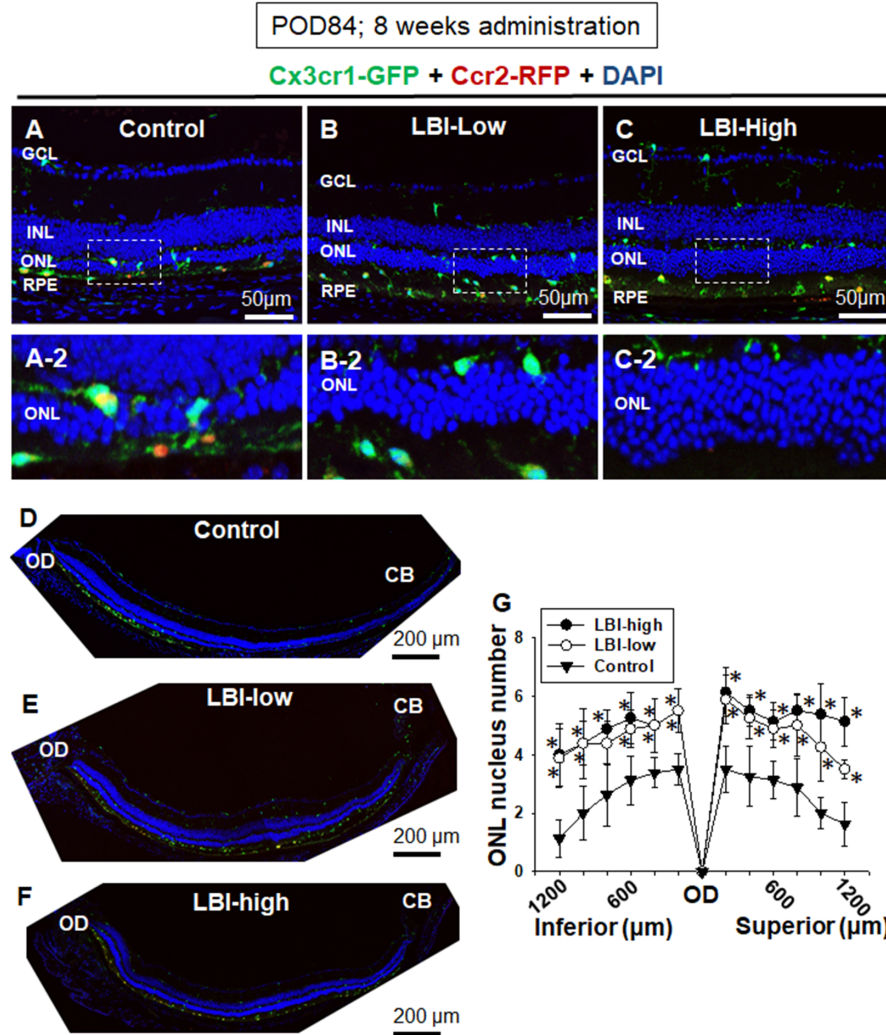 POD84; 8 weeks administration
Cx3cr1-GFP + Ccr2-RFP + DAPI
A
Control
GCL
INL
ONL
RPE
50μm
B
LBI-Low
GCL
INL
ONL
RPE
50μm
C
LBI-High
GCL
INL
ONL
RPE
50μm
A-2
ONL
B-2
ONL
C-2
ONL
D
Control
OD
CB
200 μm
E
LBI-low
OD
CB
200 μm
F
LBI-high
OD
CB
200 μm
G
LBI-high
LBI-low
Control
ONL nucleus number
8
6
4
2
0
* * * * * * * * * * * *
* * * * * * * * * * *
1200
600
OD
600
1200
Inferior (μm)
Superior (μm)